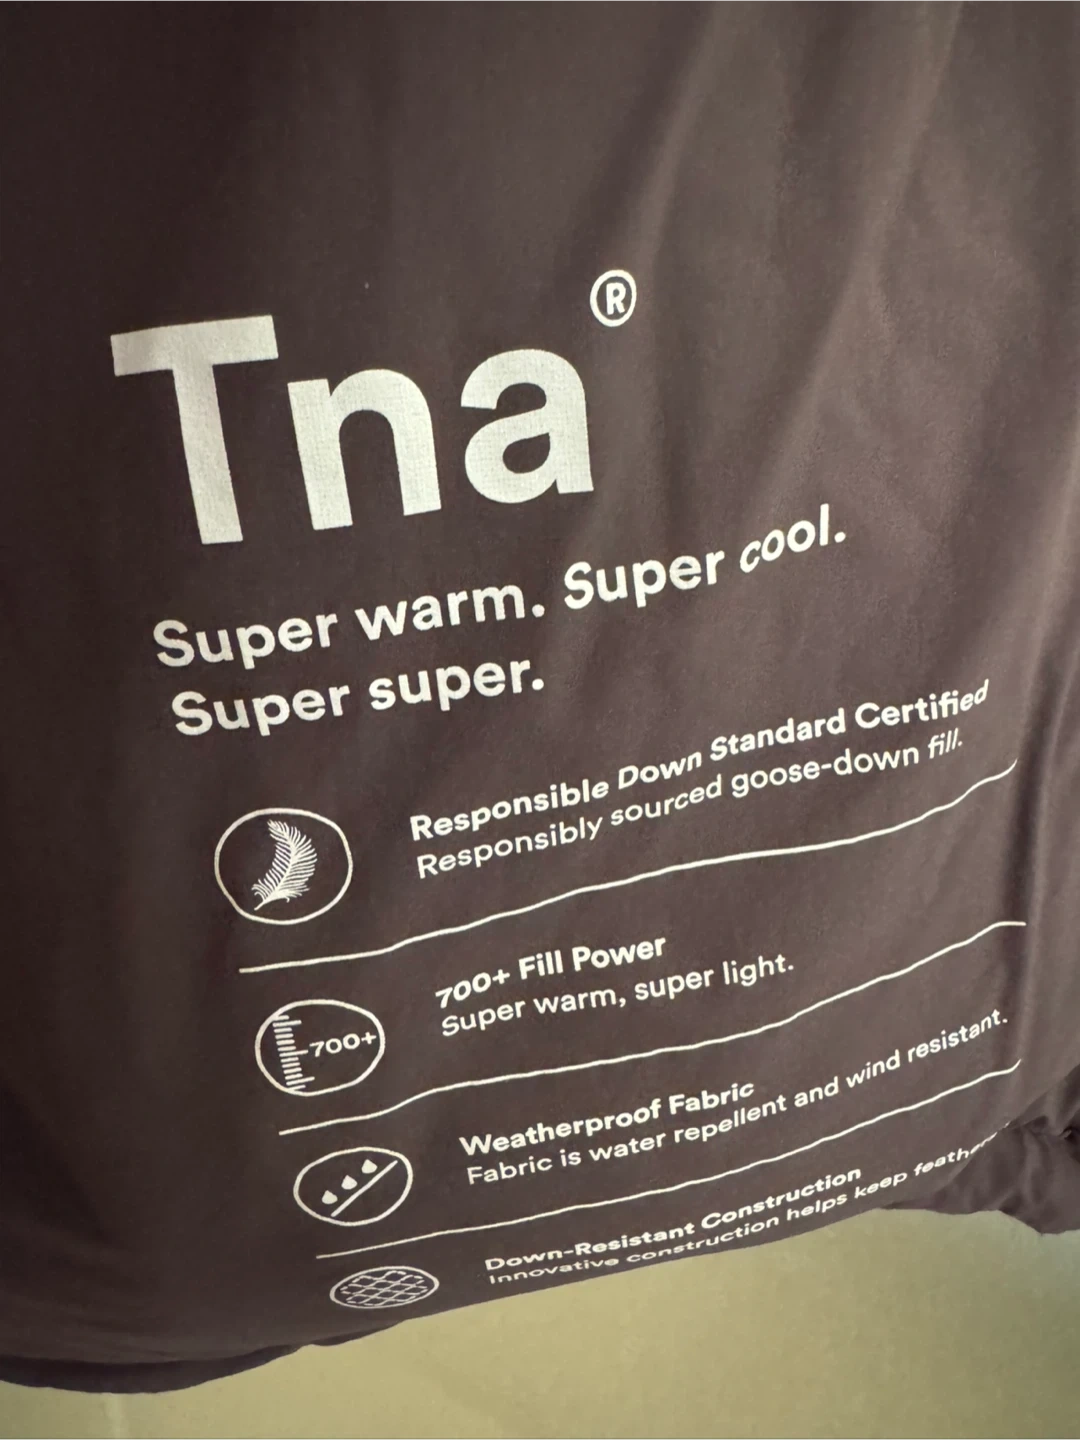 Tna®
Super warm. Super cool.
Super super.
Responsible Down Standard Certified
Responsibly sourced goose-down fill.
700+
700+ Fill Power
Super warm, super light.
Weatherproof Fabric
Fabric is water repellent and wind resistant.
Down-Resistant Construction
Innovative construction helps keep